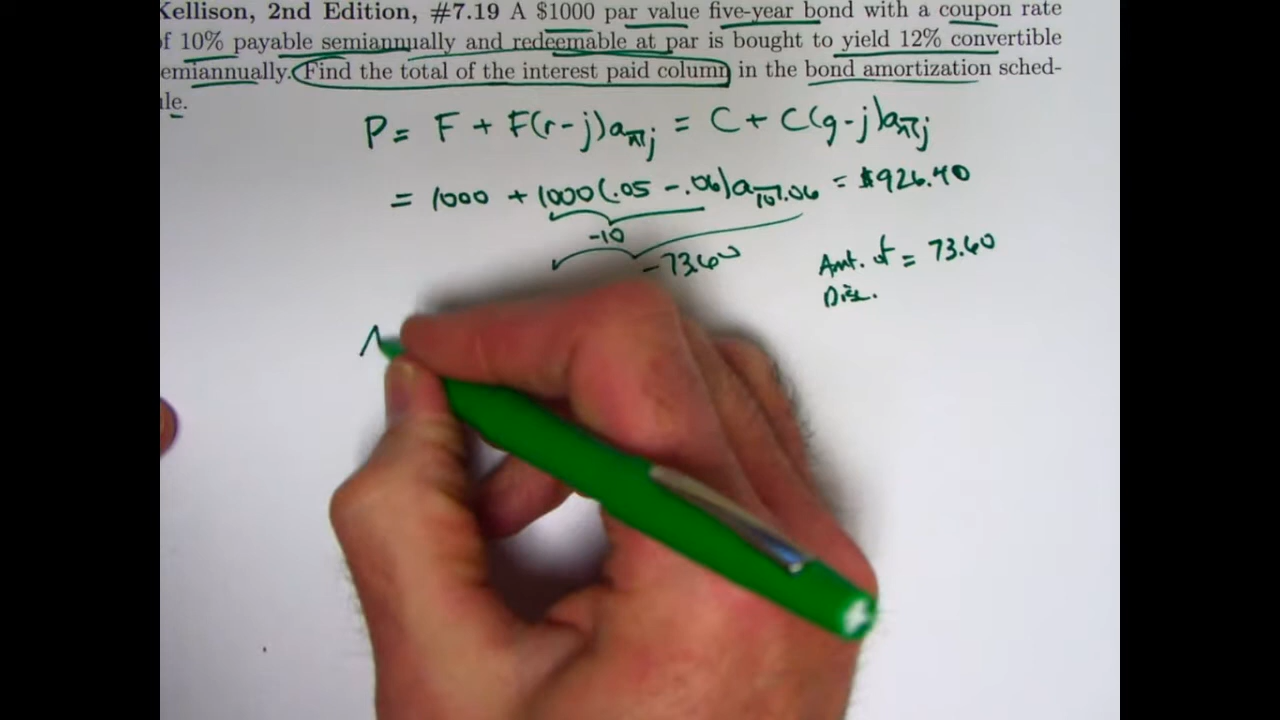 Kellison, 2nd Edition, #7.19 A $1000 par value five-year bond with a coupon rate
f 10% payable semiannually and redeemable at par is bought to yield 12% convertible
emiannually. Find the total of the interest paid column in the bond amortization sched-
le.
P = F + F(r-j)a_n̅|j = C + C(g-j)a_n̅|j
= 1000 + 1000(.05 - .06)a_10̅|.06 = $926.40
-10
-73.60
Amt. of = 73.60
Disc.